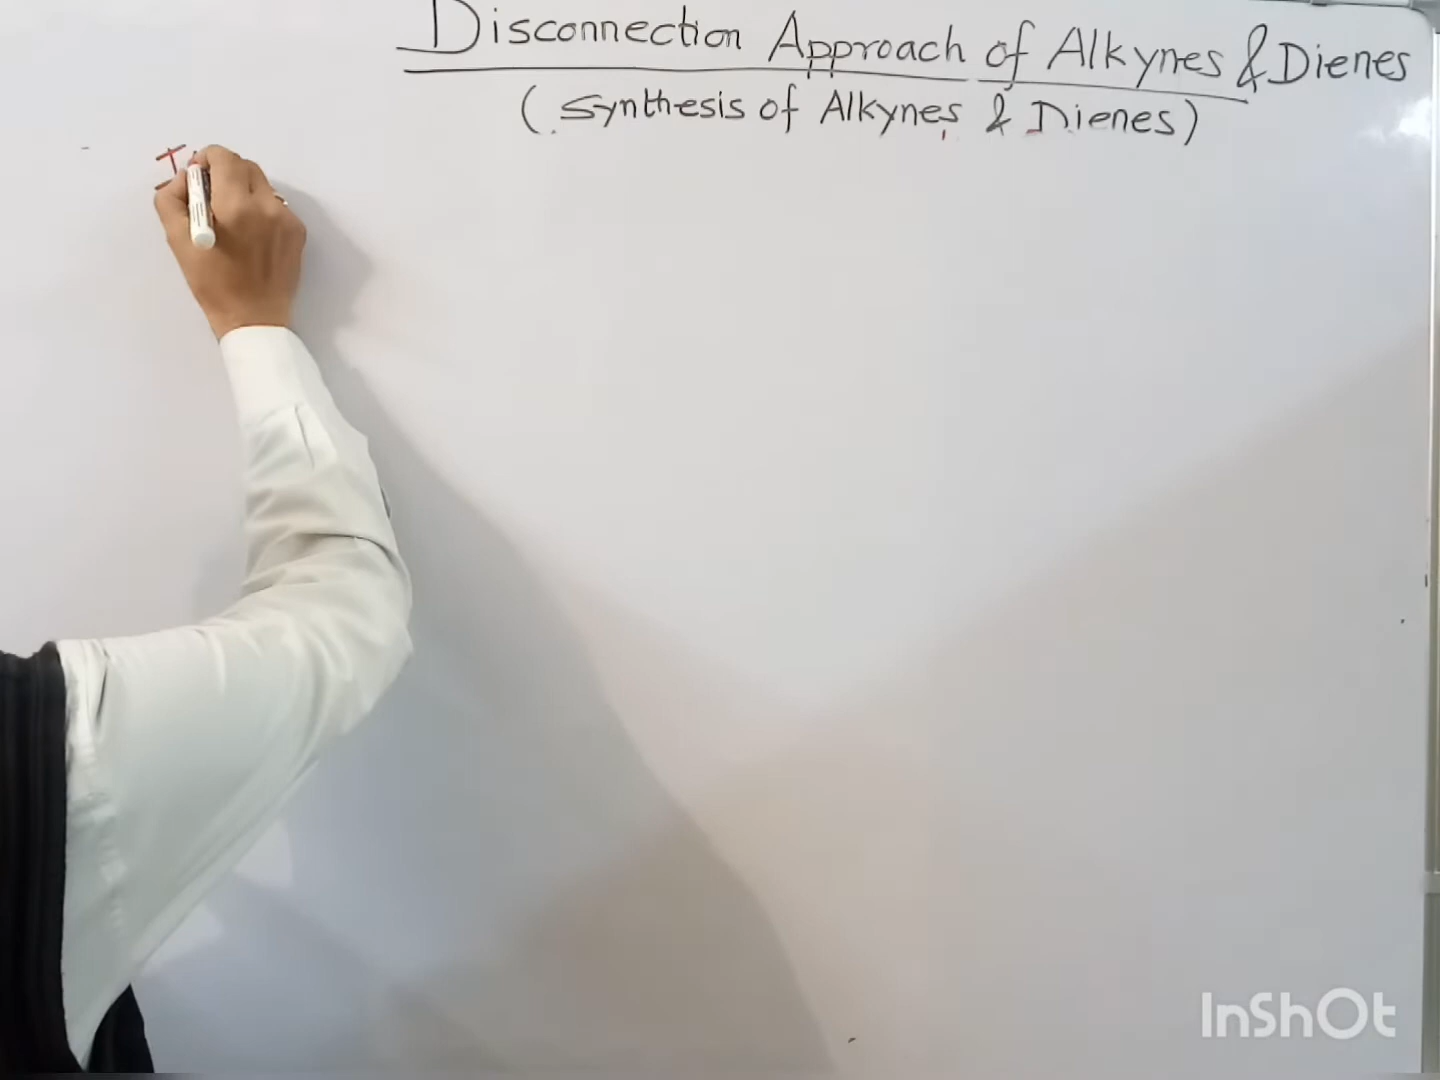 Disconnection Approach of Alkynes & Dienes
(Synthesis of Alkynes & Dienes)
I
InShOt